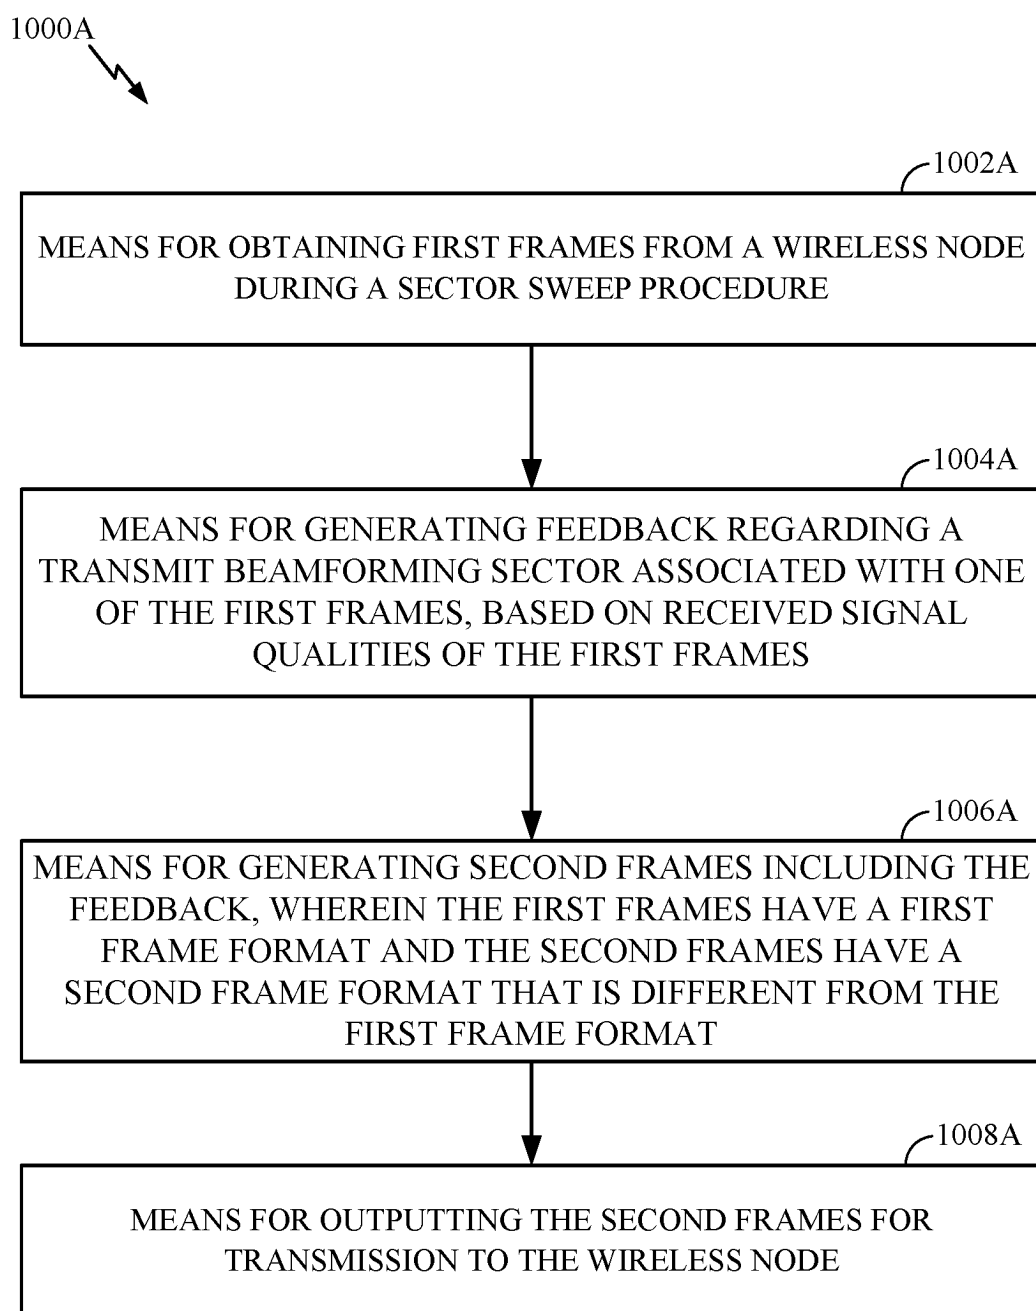 1000A
1002A
MEANS FOR OBTAINING FIRST FRAMES FROM A WIRELESS NODE
DURING A SECTOR SWEEP PROCEDURE
1004A
MEANS FOR GENERATING FEEDBACK REGARDING A
TRANSMIT BEAMFORMING SECTOR ASSOCIATED WITH ONE
OF THE FIRST FRAMES, BASED ON RECEIVED SIGNAL
QUALITIES OF THE FIRST FRAMES
1006A
MEANS FOR GENERATING SECOND FRAMES INCLUDING THE
FEEDBACK, WHEREIN THE FIRST FRAMES HAVE A FIRST
FRAME FORMAT AND THE SECOND FRAMES HAVE A
SECOND FRAME FORMAT THAT IS DIFFERENT FROM THE
FIRST FRAME FORMAT
1008A
MEANS FOR OUTPUTTING THE SECOND FRAMES FOR
TRANSMISSION TO THE WIRELESS NODE